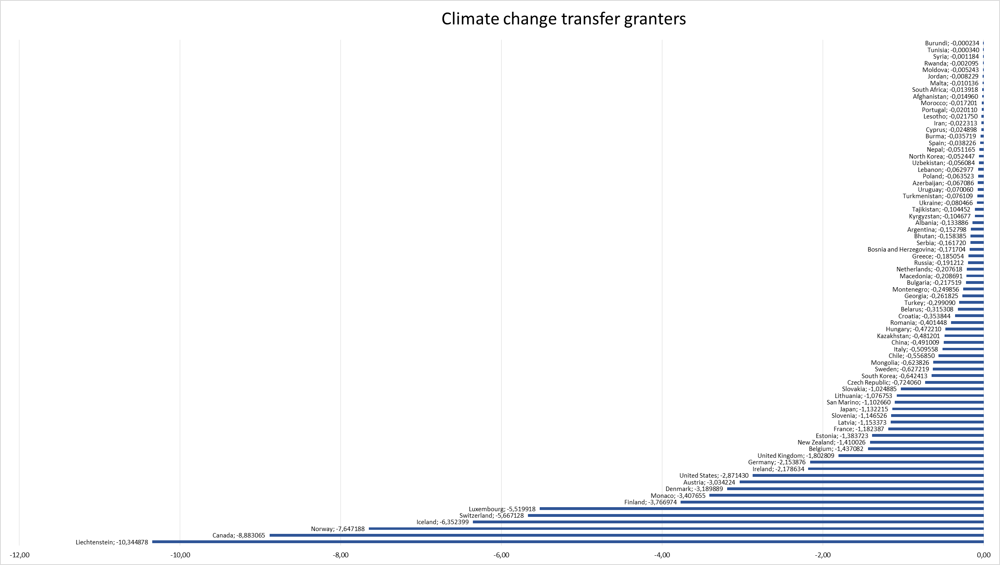 Climate change transfer granters
Burundi; -0,000234
Tunisia; -0,000340
Syria; -0,001184
Rwanda; -0,002095
Moldova; -0,005243
Jordan; -0,008229
Malta; -0,010136
South Africa; -0,013918
Afghanistan; -0,014960
Morocco; -0,017201
Portugal; -0,020110
Lesotho; -0,021750
Iran; -0,022313
Cyprus; -0,024898
Burma; -0,035719
Spain; -0,038226
Nepal; -0,051165
North Korea; -0,052447
Uzbekistan; -0,056084
Lebanon; -0,062977
Poland; -0,063523
Azerbaijan; -0,067086
Uruguay; -0,070060
Turkmenistan; -0,076109
Ukraine; -0,080466
Tajikistan; -0,104452
Kyrgyzstan; -0,104677
Albania; -0,133886
Argentina; -0,152798
Bhutan; -0,158385
Serbia; -0,161720
Bosnia and Herzegovina; -0,171704
Greece; -0,185054
Russia; -0,191212
Netherlands; -0,207618
Macedonia; -0,208691
Bulgaria; -0,217519
Montenegro; -0,249856
Georgia; -0,261825
Turkey; -0,299090
Belarus; -0,315308
Croatia; -0,353844
Romania; -0,401448
Hungary; -0,472210
Kazakhstan; -0,481201
China; -0,491009
Italy; -0,509558
Chile; -0,556850
Mongolia; -0,623826
Sweden; -0,627219
South Korea; -0,642413
Czech Republic; -0,724060
Slovakia; -1,024885
Lithuania; -1,076753
San Marino; -1,102660
Japan; -1,132215
Slovenia; -1,146526
Latvia; -1,153373
France; -1,182387
Estonia; -1,383723
New Zealand; -1,410026
Belgium; -1,437082
United Kingdom; -1,802809
Germany; -2,153876
Ireland; -2,178634
United States; -2,871430
Austria; -3,034224
Denmark; -3,189889
Monaco; -3,407655
Finland; -3,766974
Luxembourg; -5,519918
Switzerland; -5,667128
Iceland; -6,352399
Norway; -7,647188
Canada; -8,883065
Liechtenstein; -10,344878
-12,00 -10,00 -8,00 -6,00 -4,00 -2,00 0,00